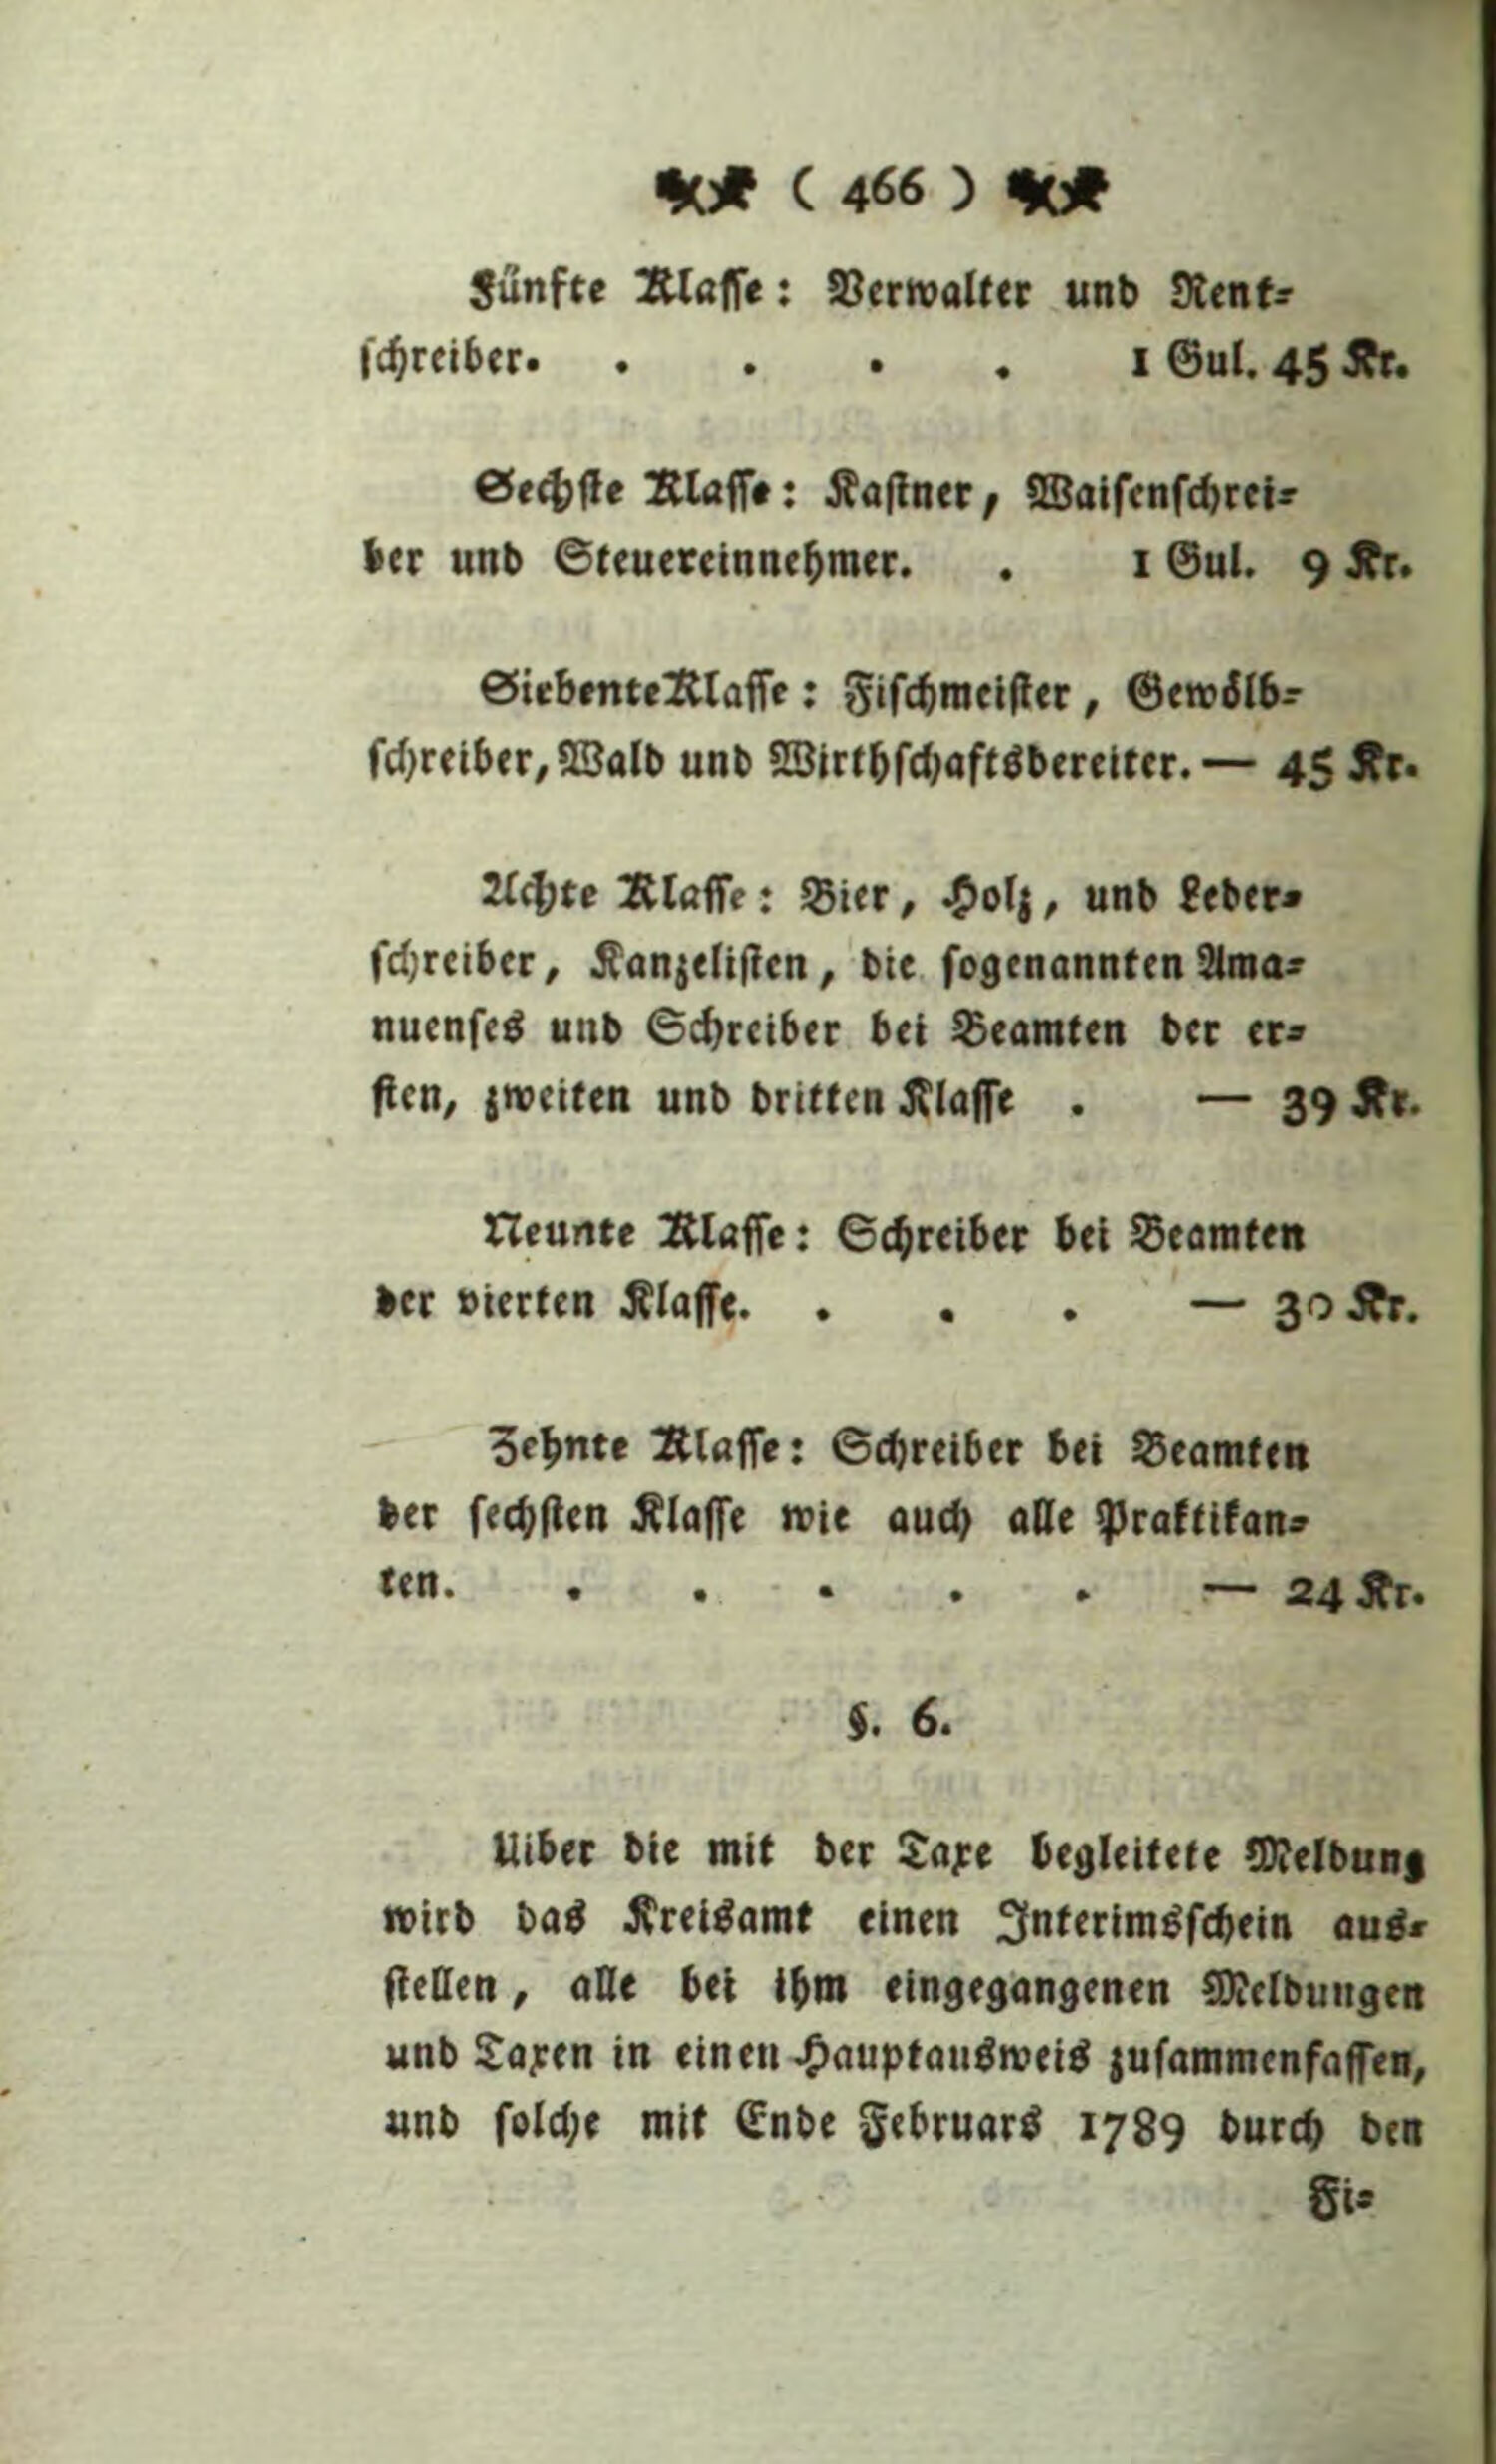 ( 466 )
Fünfte Klasse: Verwalter und Rent-
schreiber. . . . . 1 Gul. 45 Kr.
Sechste Klasse: Kastner, Waisenschrei-
ber und Steuereinnehmer. . 1 Gul. 9 Kr.
Siebente Klasse: Fischmeister, Gewölb-
schreiber, Wald und Wirthschaftsbereiter. — 45 Kr.
Achte Klasse: Bier, Holz, und Leder-
schreiber, Kanzelisten, die sogenannten Ama-
nuenses und Schreiber bei Beamten der er-
sten, zweiten und dritten Klasse . — 39 Kr.
Neunte Klasse: Schreiber bei Beamten
der vierten Klasse. . . . — 30 Kr.
Zehnte Klasse: Schreiber bei Beamten
der sechsten Klasse wie auch alle Praktikan-
ten. . . . . . — 24 Kr.
§. 6.
Uiber die mit der Taxe begleitete Meldung
wird das Kreisamt einen Interimsschein aus-
stellen, alle bei ihm eingegangenen Meldungen
und Taxen in einen Hauptausweis zusammenfassen,
und solche mit Ende Februars 1789 durch den
Fi-